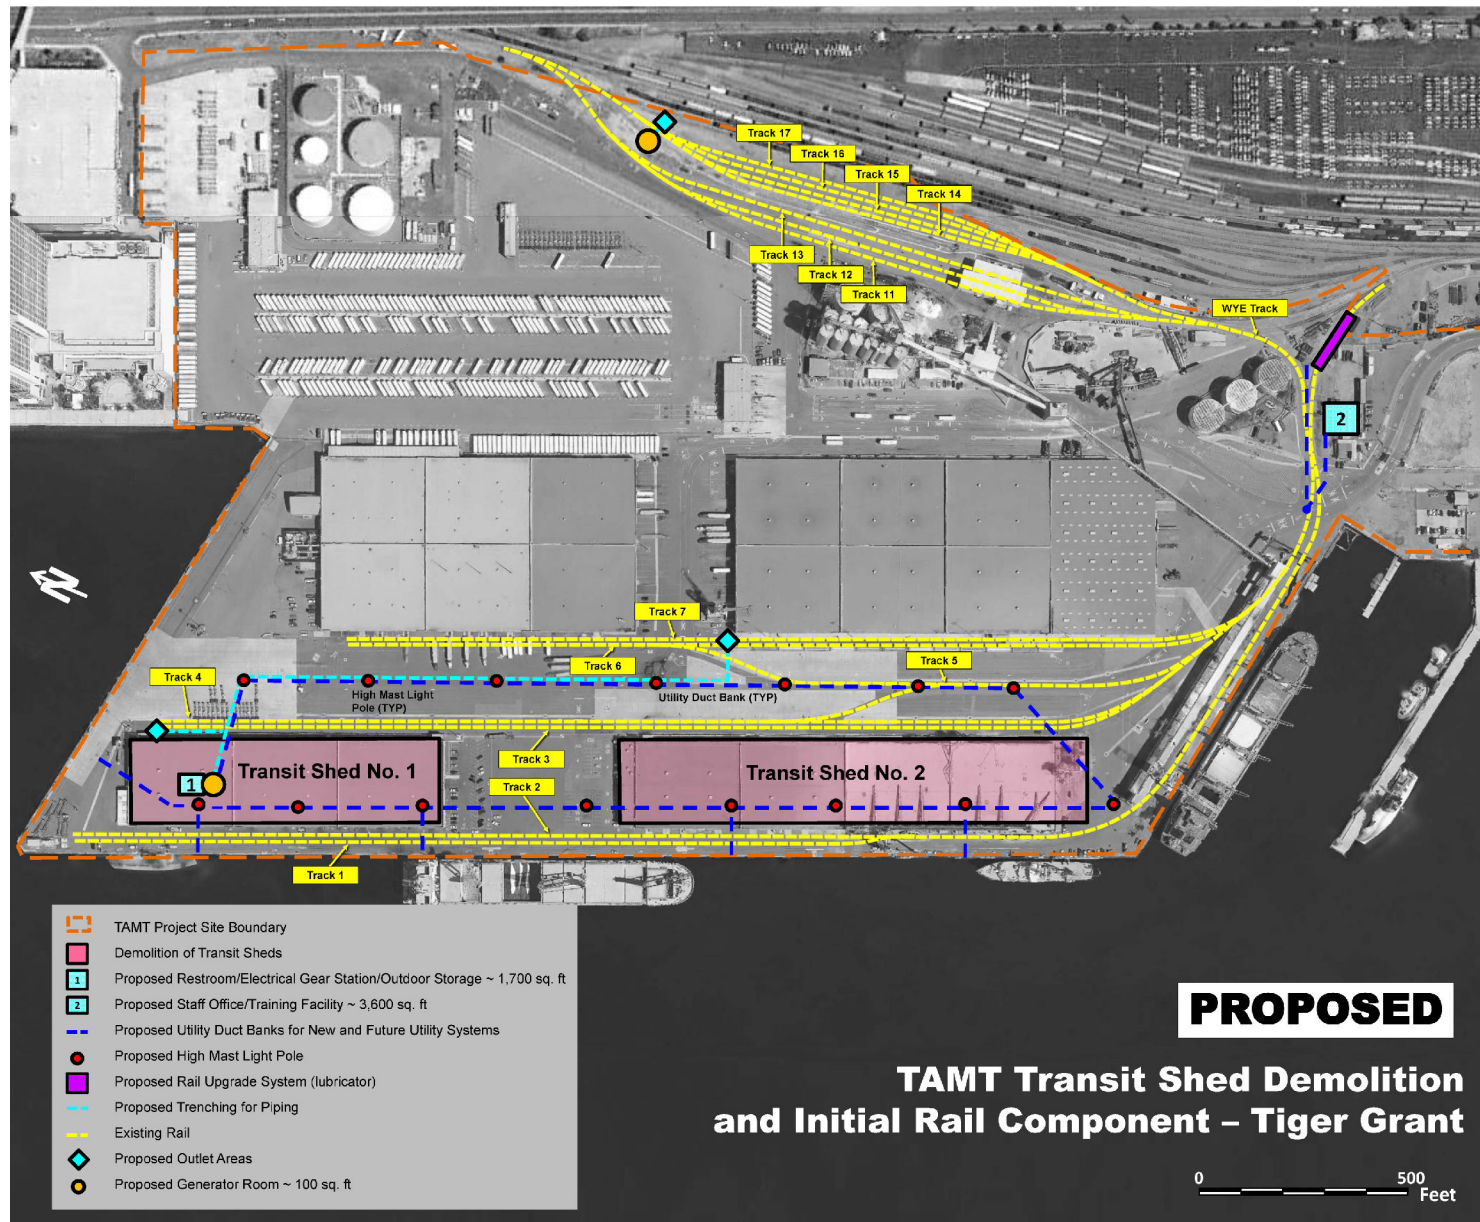 Track 17
Track 16
Track 15
Track 14
Track 13
Track 12
Track 11
WYE Track
2
N
Track 7
Track 6
Track 5
Track 4
High Mast Light
Pole (TYP)
Utility Duct Bank (TYP)
Track 3
Transit Shed No. 1
1
Transit Shed No. 2
Track 2
Track 1
TAMT Project Site Boundary
Demolition of Transit Sheds
1 Proposed Restroom/Electrical Gear Station/Outdoor Storage ~ 1,700 sq. ft
2 Proposed Staff Office/Training Facility ~ 3,600 sq. ft
Proposed Utility Duct Banks for New and Future Utility Systems
Proposed High Mast Light Pole
Proposed Rail Upgrade System (lubricator)
Proposed Trenching for Piping
Existing Rail
Proposed Outlet Areas
Proposed Generator Room ~ 100 sq. ft
PROPOSED
TAMT Transit Shed Demolition
and Initial Rail Component – Tiger Grant
0 500
Feet